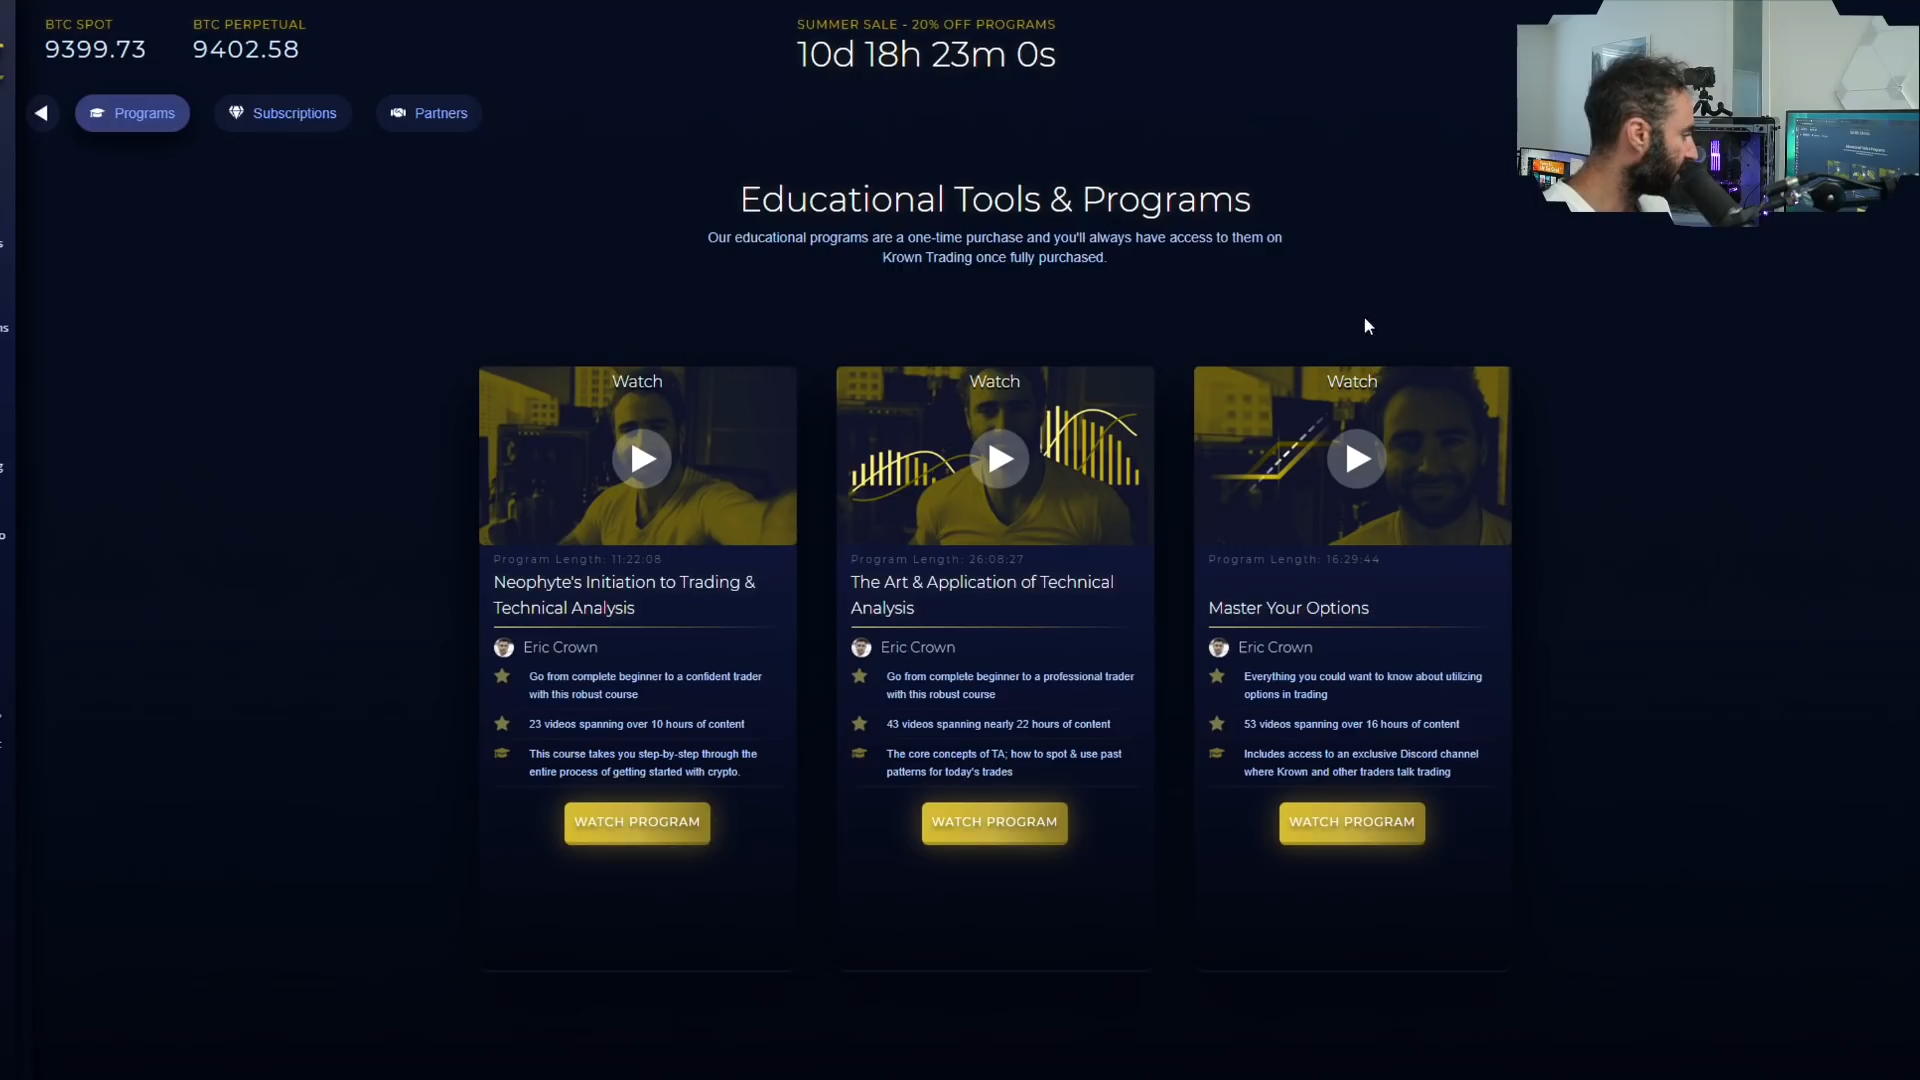 BTC SPOT
9399.73
BTC PERPETUAL
9402.58
SUMMER SALE - 20% OFF PROGRAMS
10d 18h 23m 0s
Programs
Subscriptions
Partners
Educational Tools & Programs
Our educational programs are a one-time purchase and you'll always have access to them on
Krown Trading once fully purchased.
Watch
Program Length: 11:22:08
Neophyte's Initiation to Trading &
Technical Analysis
Eric Crown
Go from complete beginner to a confident trader
with this robust course
23 videos spanning over 10 hours of content
This course takes you step-by-step through the
entire process of getting started with crypto.
WATCH PROGRAM
Watch
Program Length: 26:08:27
The Art & Application of Technical
Analysis
Eric Crown
Go from complete beginner to a professional trader
with this robust course
43 videos spanning nearly 22 hours of content
The core concepts of TA; how to spot & use past
patterns for today's trades
WATCH PROGRAM
Watch
Program Length: 16:29:44
Master Your Options
Eric Crown
Everything you could want to know about utilizing
options in trading
53 videos spanning over 16 hours of content
Includes access to an exclusive Discord channel
where Krown and other traders talk trading
WATCH PROGRAM